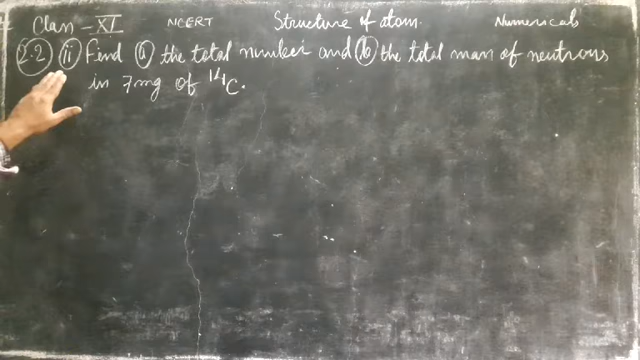 Class - XI NCERT Structure of atom. Numericals
2.2 ii Find a the total number and b the total mass of neutrons
in 7mg of ¹⁴C.